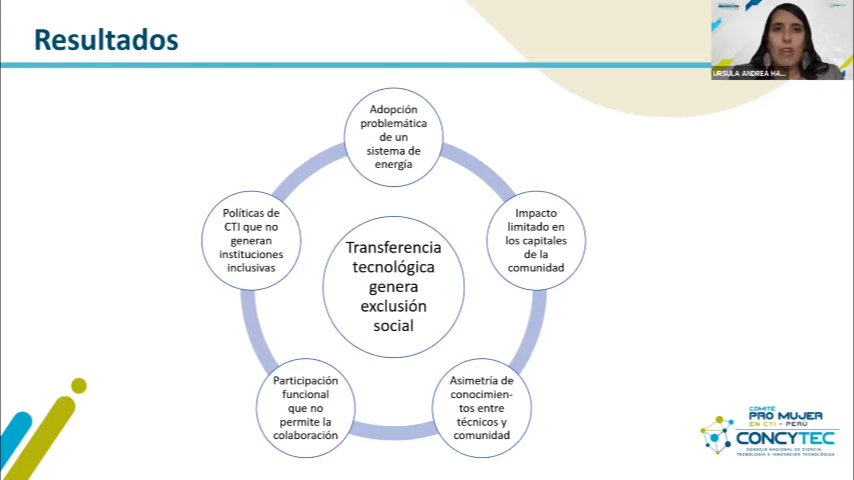 Resultados
URSULA ANDREA HA...
Adopción
problemática
de un
sistema de
energía
Políticas de
CTI que no
generan
instituciones
inclusivas
Impacto
limitado en
los capitales
de la
comunidad
Transferencia
tecnológica
genera
exclusión
social
Participación
funcional
que no
permite la
colaboración
Asimetría de
conocimien-
tos entre
técnicos y
comunidad
COMITÉ
PRO MUJER
EN CTI - PERÚ
CONCYTEC
CONSEJO NACIONAL DE CIENCIA,
TECNOLOGÍA E INNOVACIÓN TECNOLÓGICA